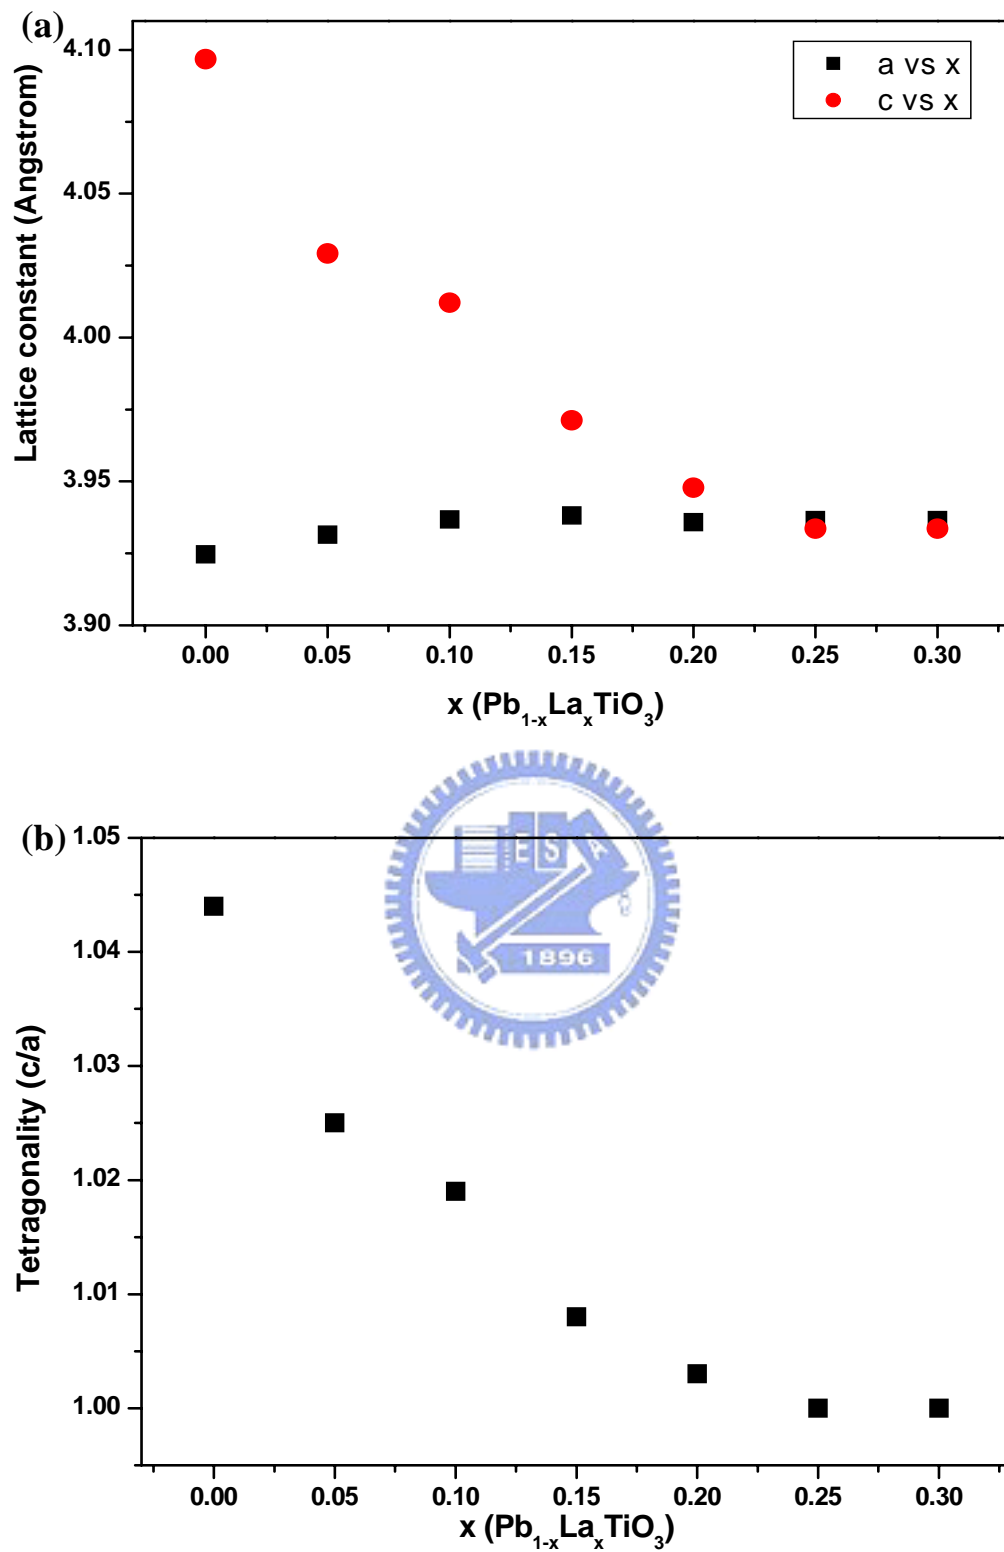 (a)
4.10
4.05
4.00
3.95
3.90
Lattice constant (Angstrom)
a vs x
c vs x
0.00 0.05 0.10 0.15 0.20 0.25 0.30
x (Pb1-xLaxTiO3)
(b)
1.05
1.04
1.03
1.02
1.01
1.00
Tetragonality (c/a)
E S A
1896
0.00 0.05 0.10 0.15 0.20 0.25 0.30
x (Pb1-xLaxTiO3)